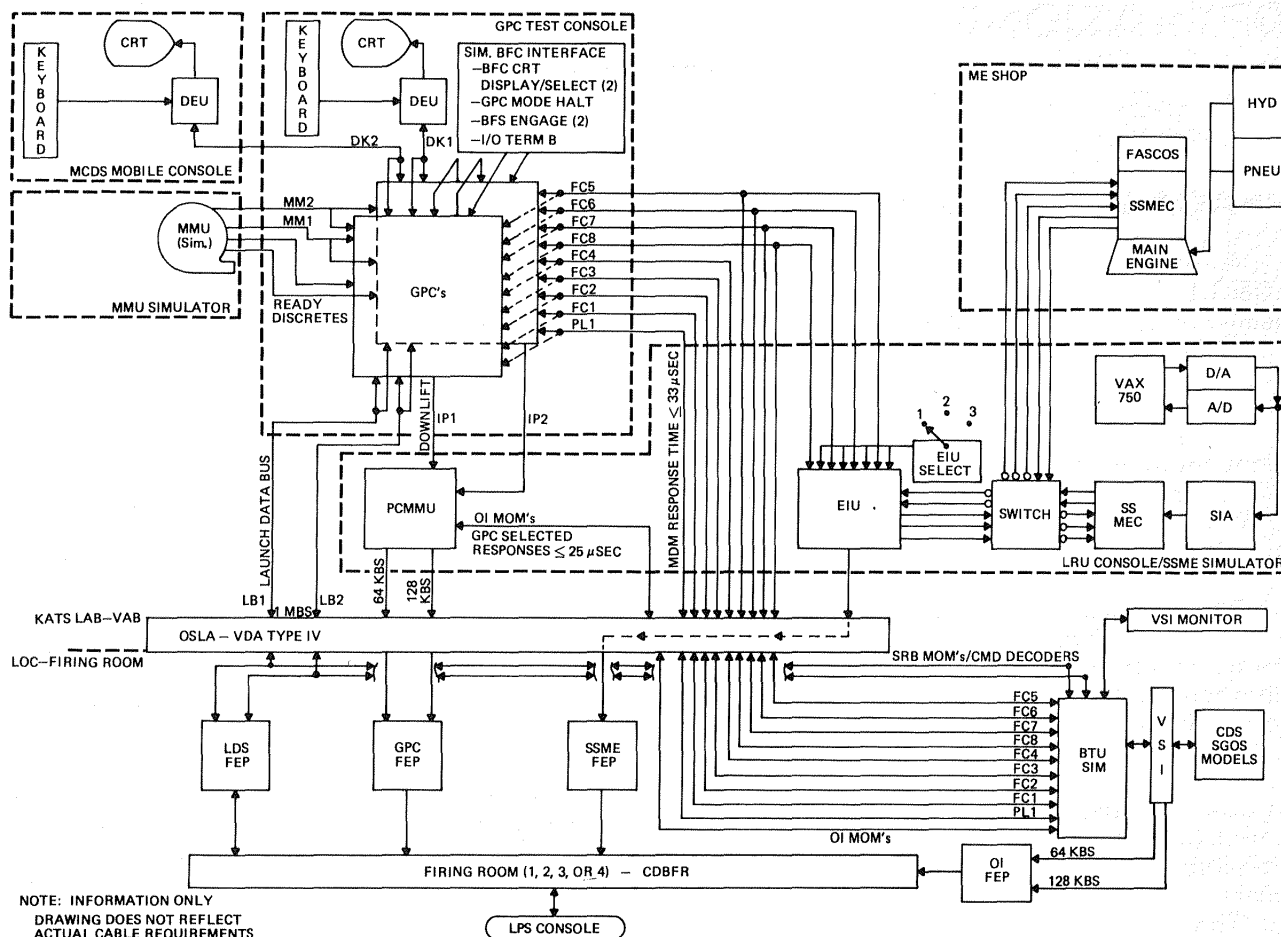 GPC TEST CONSOLE
KEYBOARD
CRT
DEU
DK2
MCDS MOBILE CONSOLE
KEYBOARD
CRT
DEU
DK1
SIM. BFC INTERFACE
–BFC CRT
DISPLAY/SELECT (2)
–GPC MODE HALT
–BFS ENGAGE (2)
–I/O TERM B
ME SHOP
HYD
PNEU
FASCOS
SSMEC
MAIN
ENGINE
MMU
(Sim.)
MM2
MM1
READY
DISCRETES
MMU SIMULATOR
GPC's
FC5
FC6
FC7
FC8
FC4
FC3
FC2
FC1
PL1
LAUNCH DATA BUS
DOWNLIFT
IP1
IP2
MDM RESPONSE TIME ≤ 33 µSEC
VAX
750
D/A
A/D
1
2
3
EIU
SELECT
PCMMU
OI MOM's
GPC SELECTED
RESPONSES ≤ 25 µSEC
EIU
SWITCH
SS
MEC
SIA
LRU CONSOLE/SSME SIMULATOR
LB1
1 MBS
LB2
64 KBS
128
KBS
KATS LAB–VAB
OSLA – VDA TYPE IV
LOC–FIRING ROOM
VSI MONITOR
SRB MOM's/CMD DECODERS
LDS
FEP
GPC
FEP
SSME
FEP
FC5
FC6
FC7
FC8
FC4
FC3
FC2
FC1
PL1
OI MOM's
BTU
SIM
VSI
CDS
SGOS
MODELS
64 KBS
128 KBS
OI
FEP
FIRING ROOM (1, 2, 3, OR 4) – CDBFR
LPS CONSOLE
NOTE: INFORMATION ONLY
DRAWING DOES NOT REFLECT
ACTUAL CABLE REQUIREMENTS